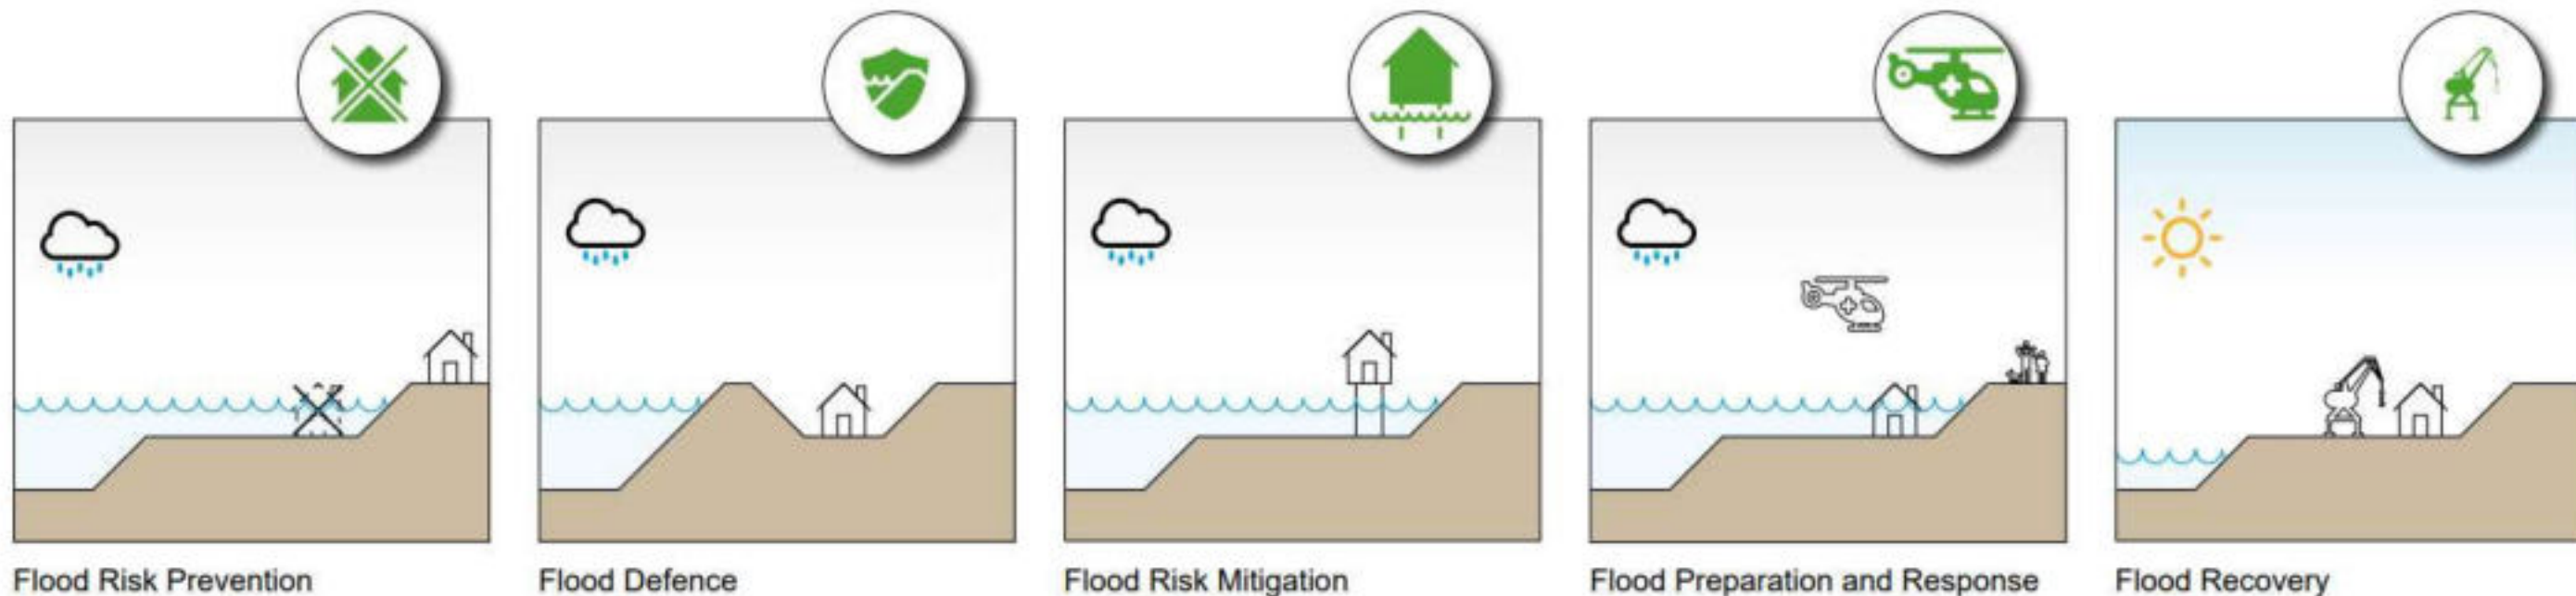 Flood Risk Prevention
Flood Defence
Flood Risk Mitigation
Flood Preparation and Response
Flood Recovery